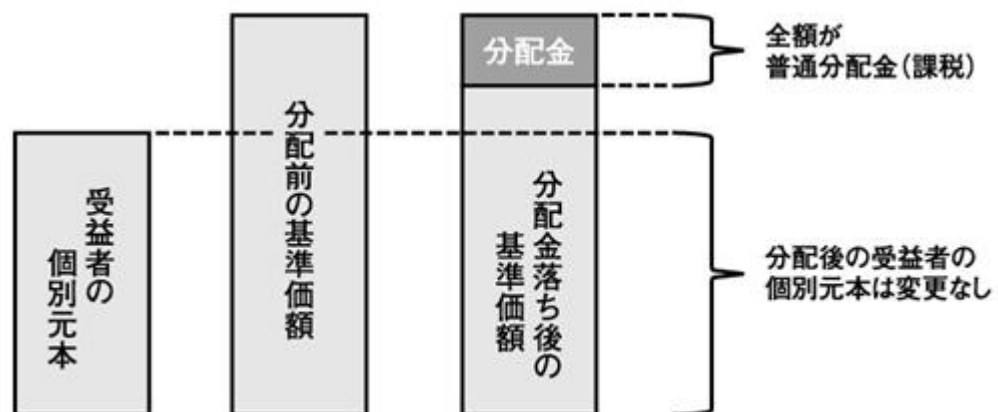 受益者の
個別元本
分配前の基準価額
分配金
分配金落ち後の
基準価額
全額が
普通分配金(課税)
分配後の受益者の
個別元本は変更なし